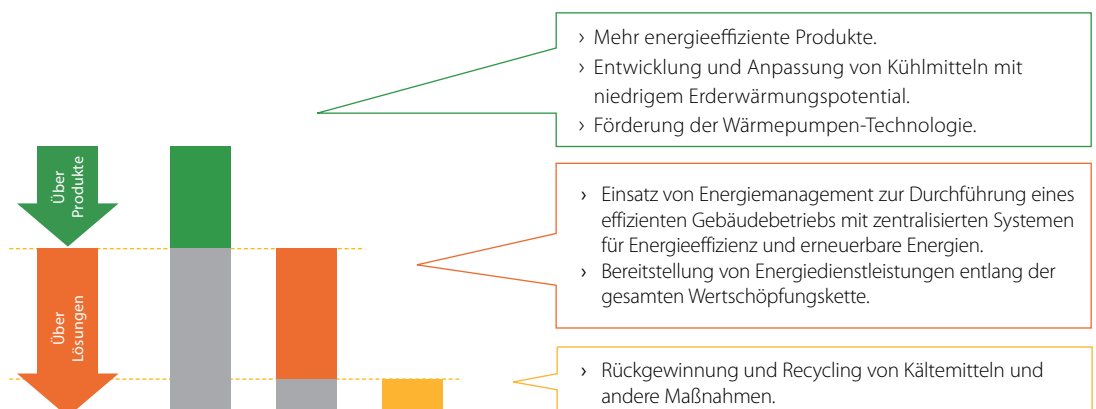 › Mehr energieeffiziente Produkte.
› Entwicklung und Anpassung von Kühlmitteln mit
niedrigem Erderwärmungspotential.
› Förderung der Wärmepumpen-Technologie.
Über
Produkte
› Einsatz von Energiemanagement zur Durchführung eines
effizienten Gebäudebetriebs mit zentralisierten Systemen
für Energieeffizienz und erneuerbare Energien.
› Bereitstellung von Energiedienstleistungen entlang der
gesamten Wertschöpfungskette.
Über
Lösungen
› Rückgewinnung und Recycling von Kältemitteln und
andere Maßnahmen.